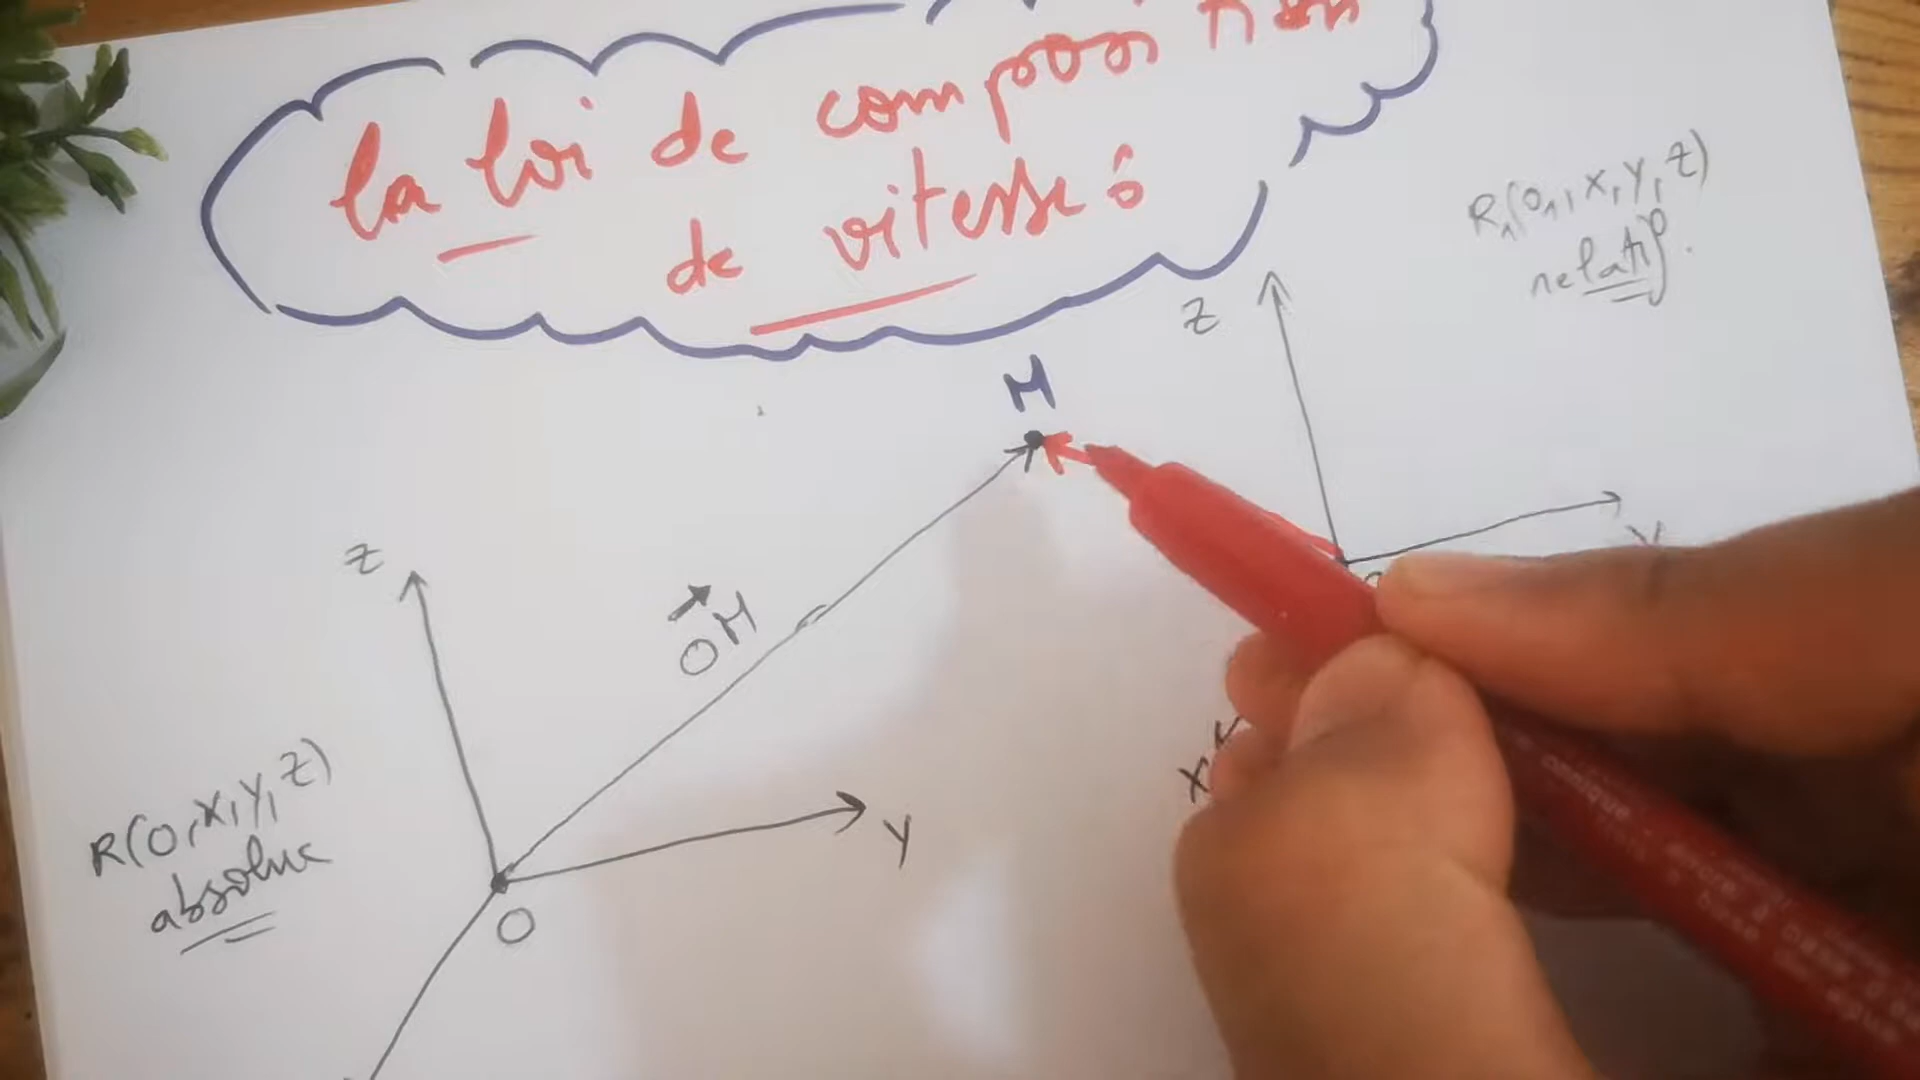 la loi de composition
de vitesse
R₁(O₁, X, Y, Z)
relatif.
Z
M
Y
Z
OM
X
R(O, X, Y, Z)
absolue
Y
O